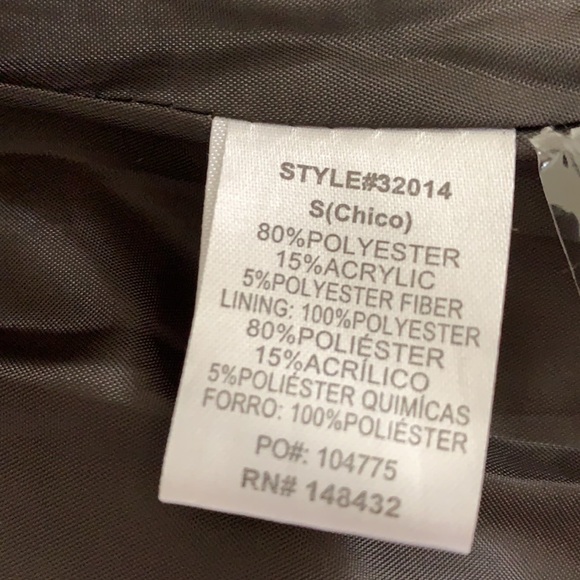 STYLE#32014
S(Chico)
80%POLYESTER
15%ACRYLIC
5%POLYESTER FIBER
LINING: 100%POLYESTER
80%POLIÉSTER
15%ACRÍLICO
5%POLIÉSTER QUIMÍCAS
FORRO: 100%POLIÉSTER
PO#: 104775
RN# 148432